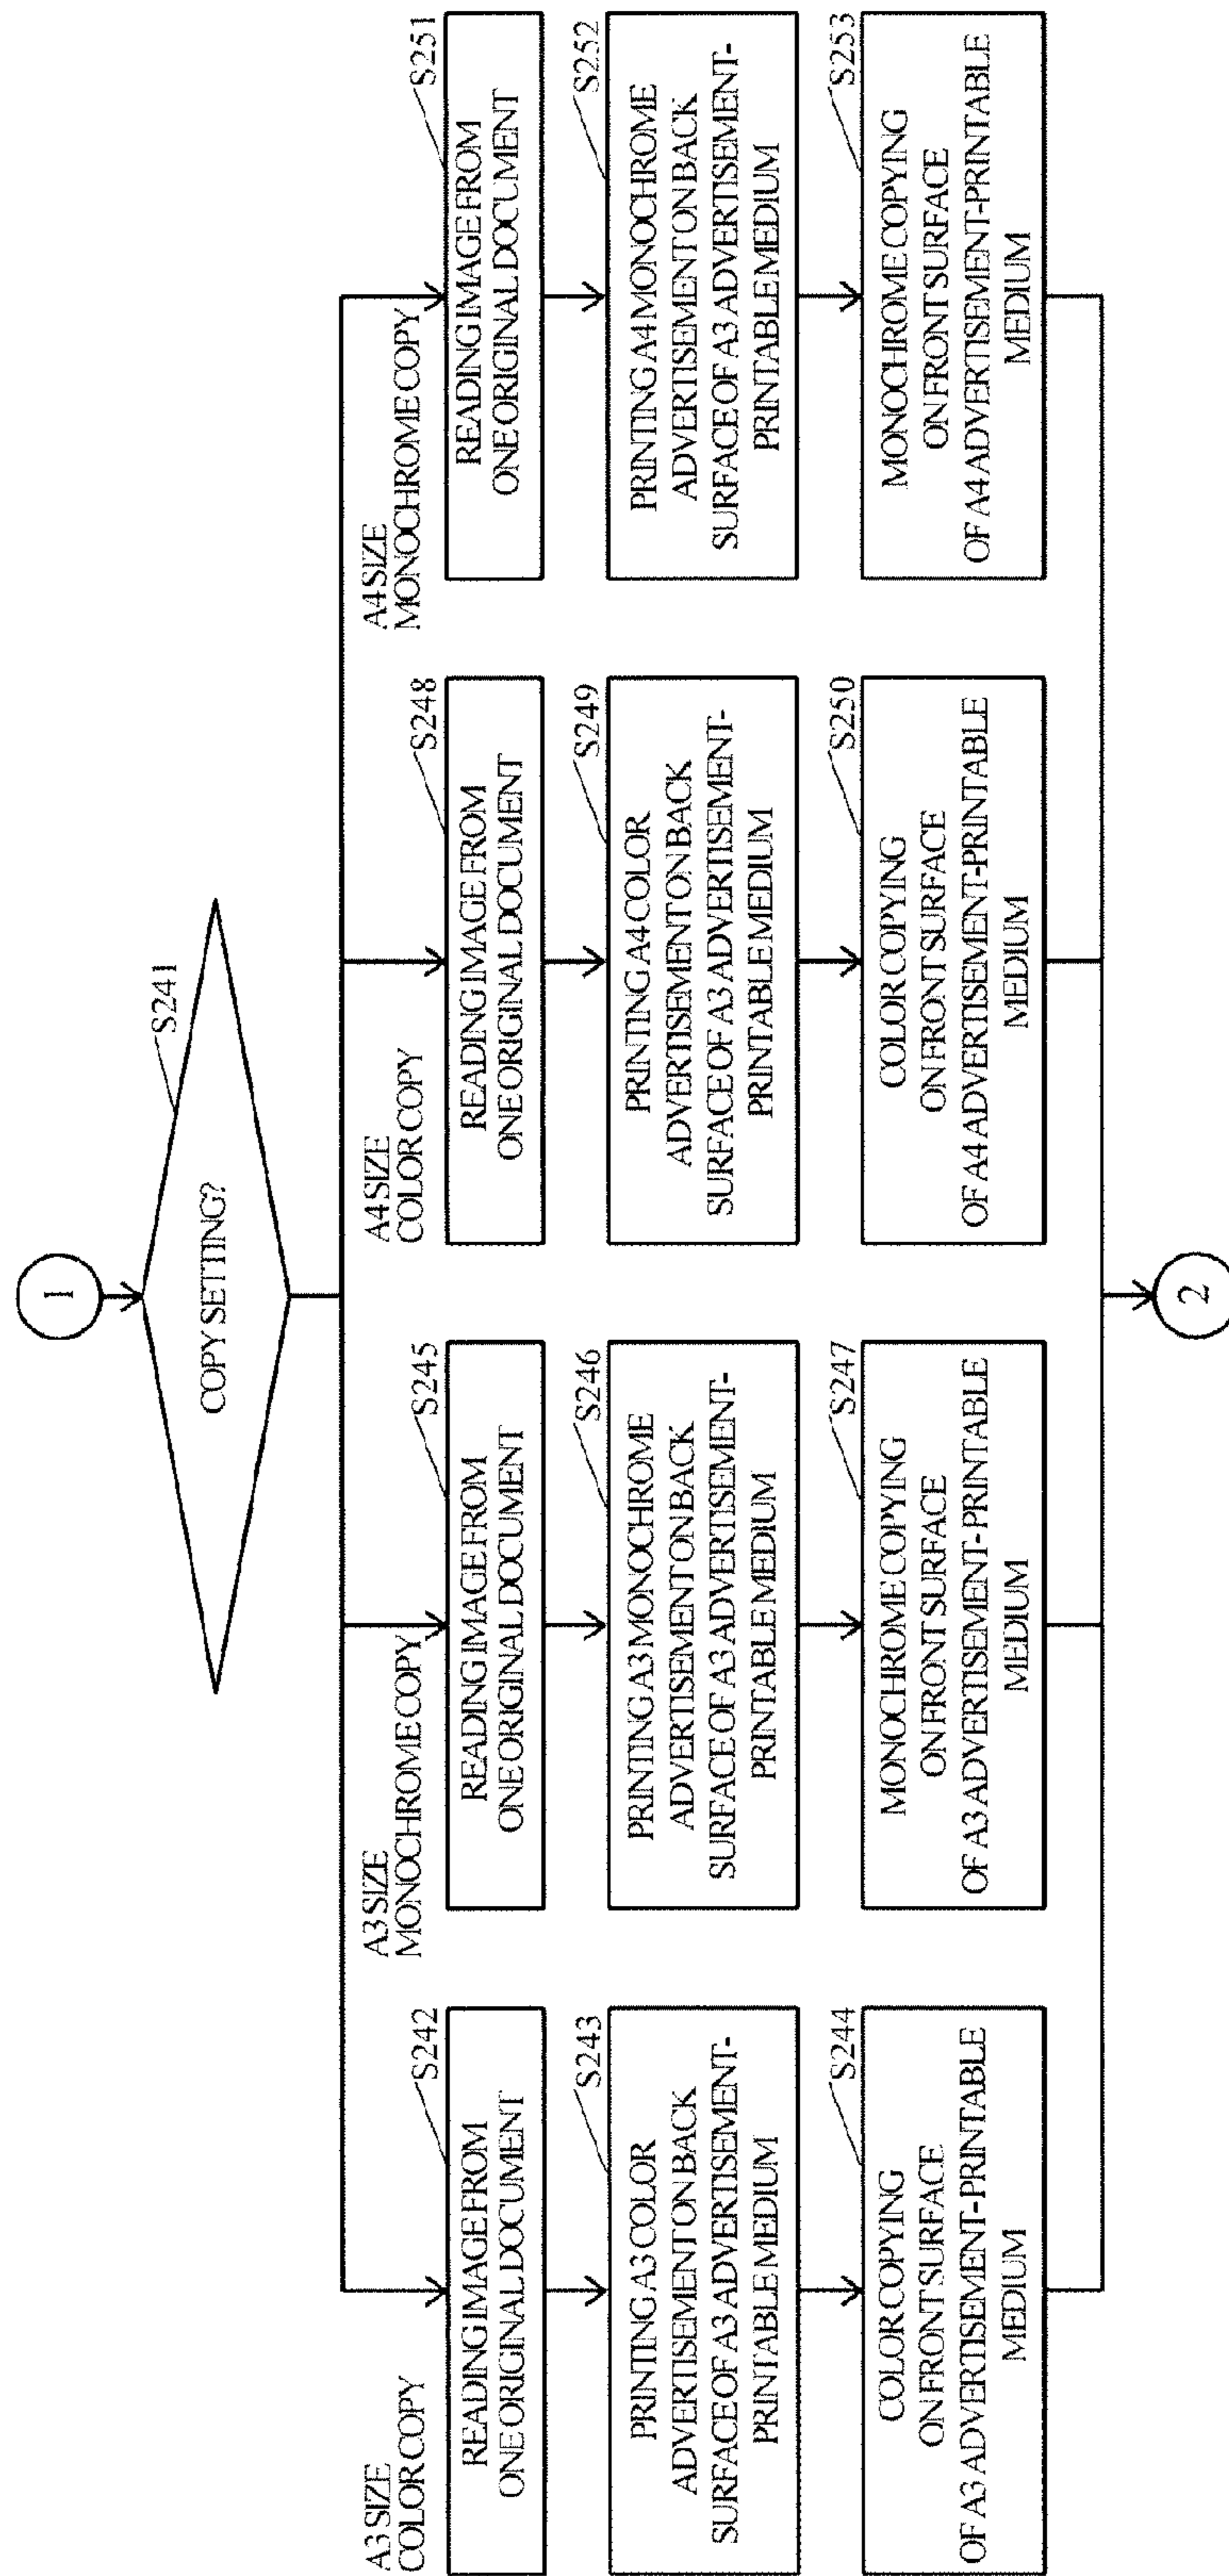 1
S241
COPY SETTING?
A3 SIZE
COLOR COPY
S242
READING IMAGE FROM
ONE ORIGINAL DOCUMENT
S243
PRINTING A3 COLOR
ADVERTISEMENT ON BACK
SURFACE OF A3 ADVERTISEMENT-
PRINTABLE MEDIUM
S244
COLOR COPYING
ON FRONT SURFACE
OF A3 ADVERTISEMENT-PRINTABLE
MEDIUM
A3 SIZE
MONOCHROME COPY
S245
READING IMAGE FROM
ONE ORIGINAL DOCUMENT
S246
PRINTING A3 MONOCHROME
ADVERTISEMENT ON BACK
SURFACE OF A3 ADVERTISEMENT-
PRINTABLE MEDIUM
S247
MONOCHROME COPYING
ON FRONT SURFACE
OF A3 ADVERTISEMENT-PRINTABLE
MEDIUM
A4 SIZE
COLOR COPY
S248
READING IMAGE FROM
ONE ORIGINAL DOCUMENT
S249
PRINTING A4 COLOR
ADVERTISEMENT ON BACK
SURFACE OF A3 ADVERTISEMENT-
PRINTABLE MEDIUM
S250
COLOR COPYING
ON FRONT SURFACE
OF A4 ADVERTISEMENT-PRINTABLE
MEDIUM
A4 SIZE
MONOCHROME COPY
S251
READING IMAGE FROM
ONE ORIGINAL DOCUMENT
S252
PRINTING A4 MONOCHROME
ADVERTISEMENT ON BACK
SURFACE OF A3 ADVERTISEMENT-
PRINTABLE MEDIUM
S253
MONOCHROME COPYING
ON FRONT SURFACE
OF A4 ADVERTISEMENT-PRINTABLE
MEDIUM
2